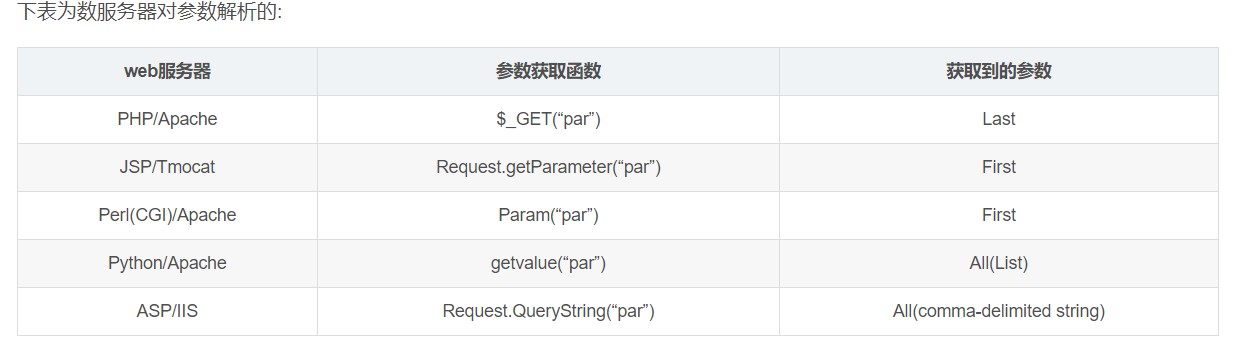 下表为数服务器对参数解析的:
web服务器 参数获取函数 获取到的参数
PHP/Apache $_GET(“par”) Last
JSP/Tmocat Request.getParameter(“par”) First
Perl(CGI)/Apache Param(“par”) First
Python/Apache getvalue(“par”) All(List)
ASP/IIS Request.QueryString(“par”) All(comma-delimited string)